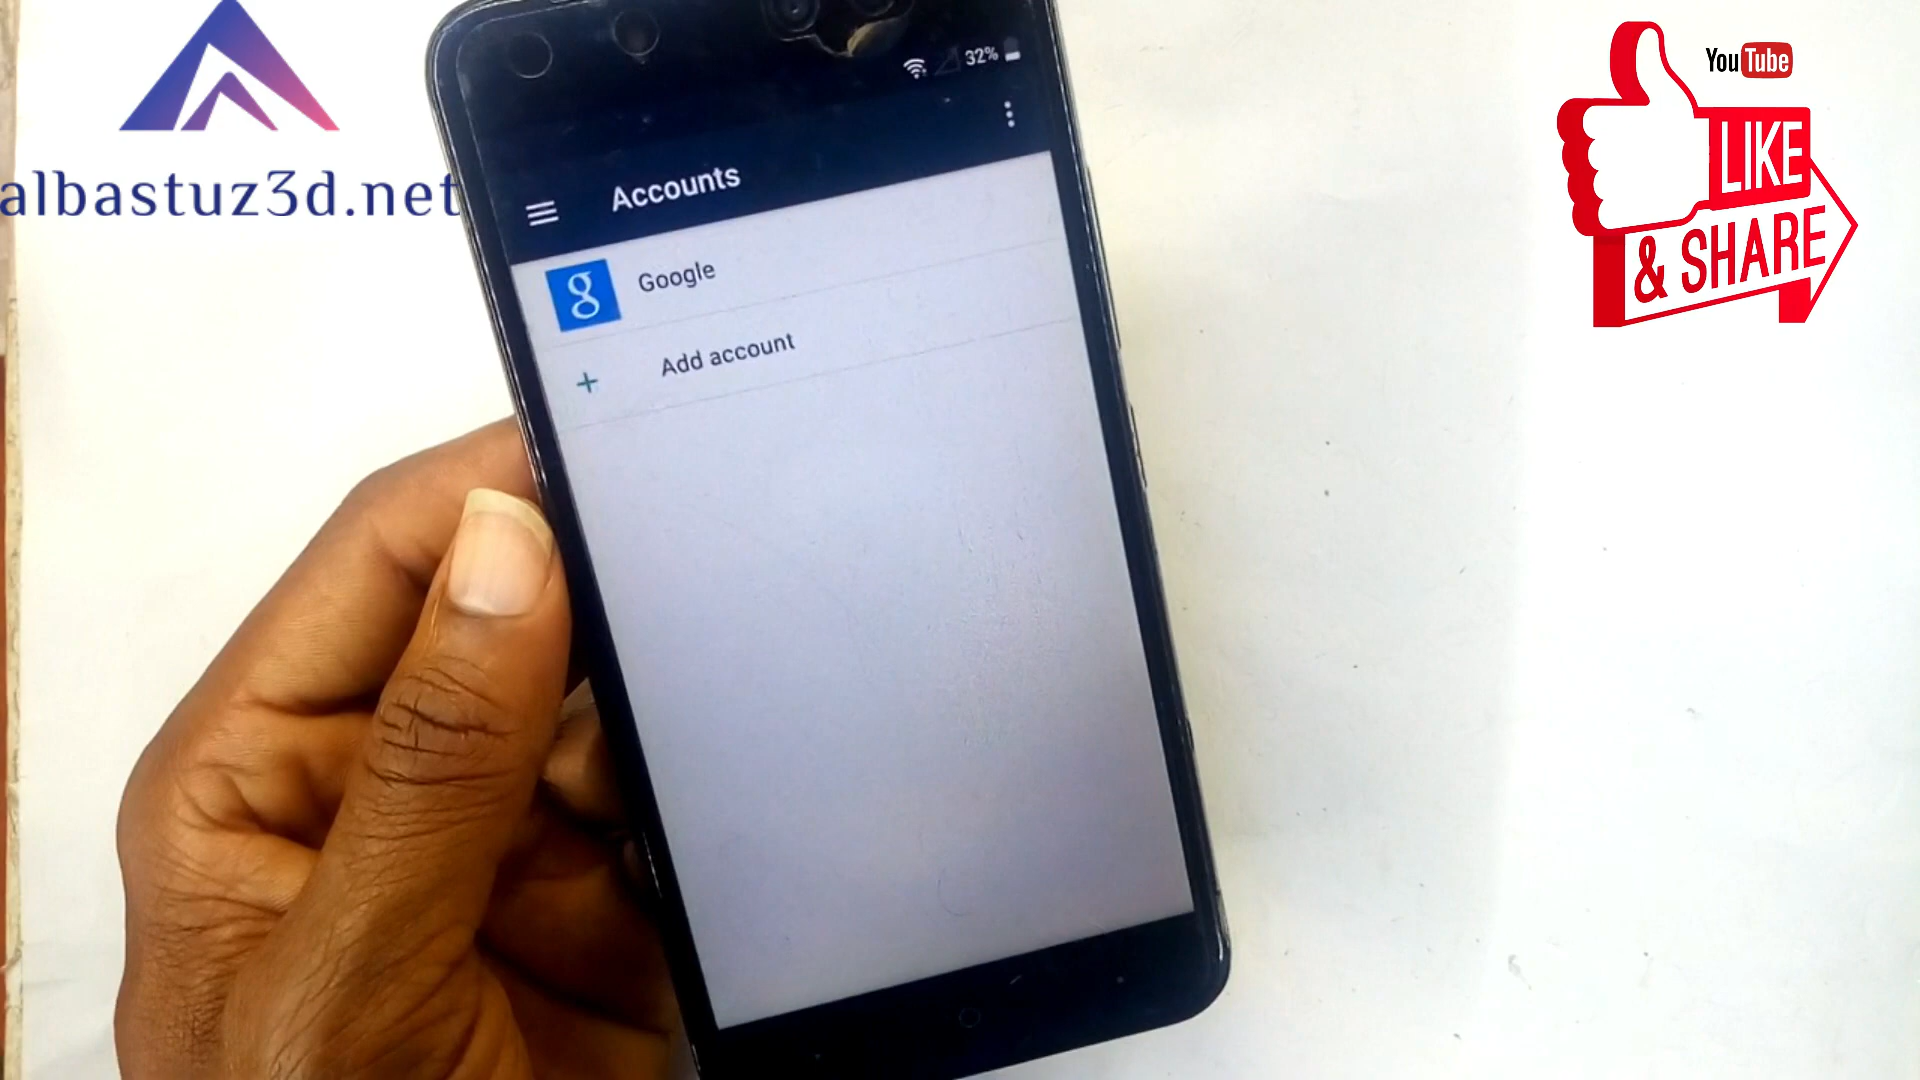 albastuz3d.net
32%
Accounts
g
Google
+
Add account
YouTube
LIKE
& SHARE